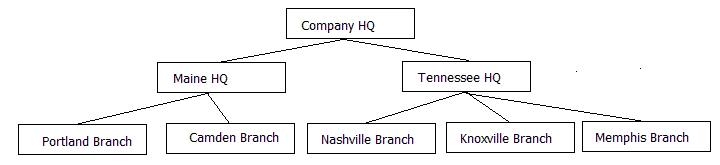 Company HQ
Maine HQ
Tennessee HQ
Portland Branch
Camden Branch
Nashville Branch
Knoxville Branch
Memphis Branch